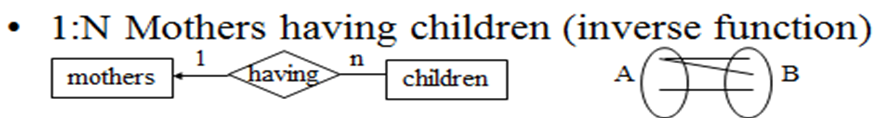 • 1:N Mothers having children (inverse function)
mothers 1 having n children A B